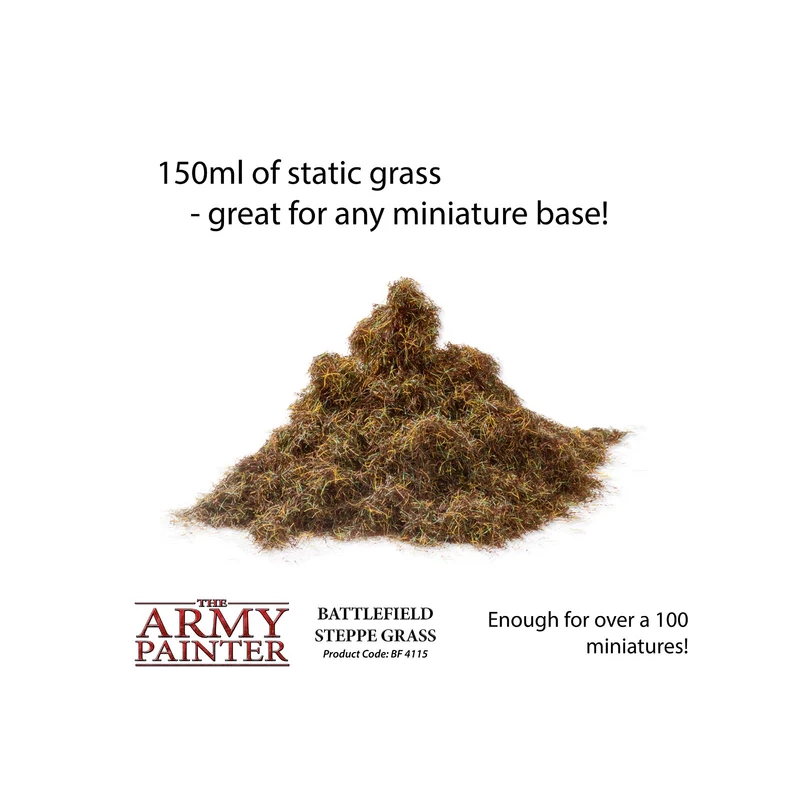 150ml of static grass
- great for any miniature base!
THE
ARMY
PAINTER
BATTLEFIELD
STEPPE GRASS
Product Code: BF 4115
Enough for over a 100
miniatures!